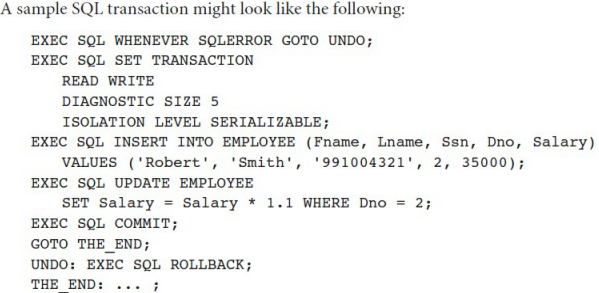 A sample SQL transaction might look like the following:
EXEC SQL WHENEVER SQLERROR GOTO UNDO;
EXEC SQL SET TRANSACTION
READ WRITE
DIAGNOSTIC SIZE 5
ISOLATION LEVEL SERIALIZABLE;
EXEC SQL INSERT INTO EMPLOYEE (Fname, Lname, Ssn, Dno, Salary)
VALUES ('Robert', 'Smith', '991004321', 2, 35000);
EXEC SQL UPDATE EMPLOYEE
SET Salary = Salary * 1.1 WHERE Dno = 2;
EXEC SQL COMMIT;
GOTO THE_END;
UNDO: EXEC SQL ROLLBACK;
THE_END: ... ;